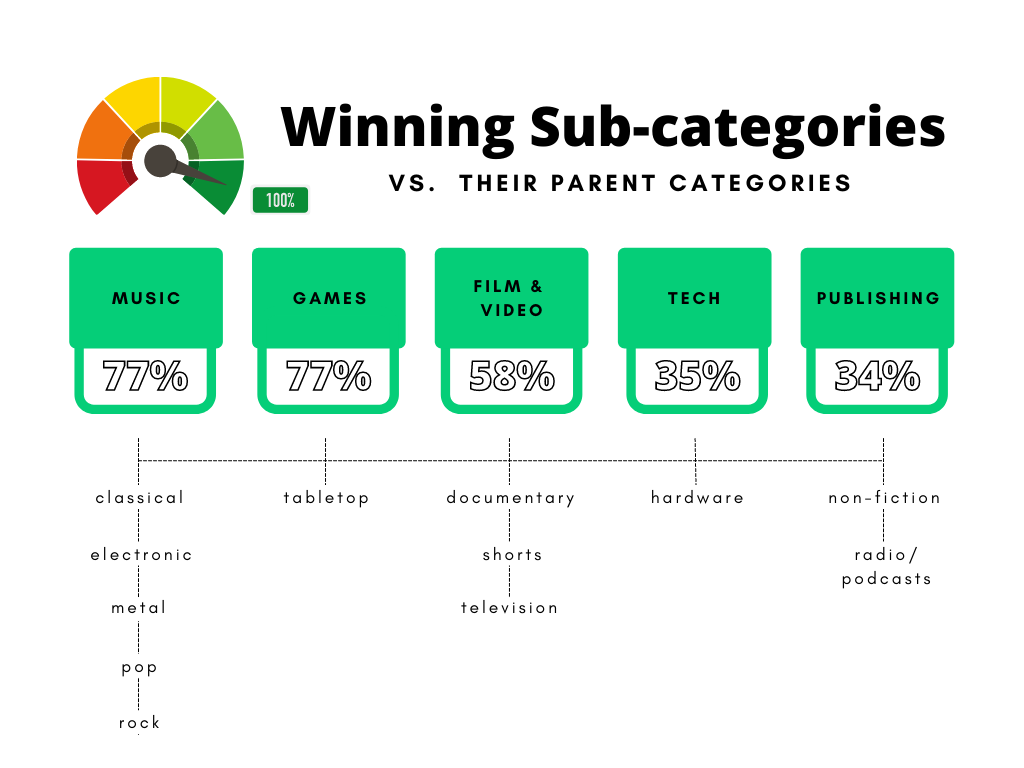 Winning Sub-categories
VS. THEIR PARENT CATEGORIES
100%
MUSIC
GAMES
FILM &
VIDEO
TECH
PUBLISHING
77%
77%
58%
35%
34%
classical
tabletop
documentary
hardware
non-fiction
electronic
shorts
radio/
podcasts
metal
television
pop
rock